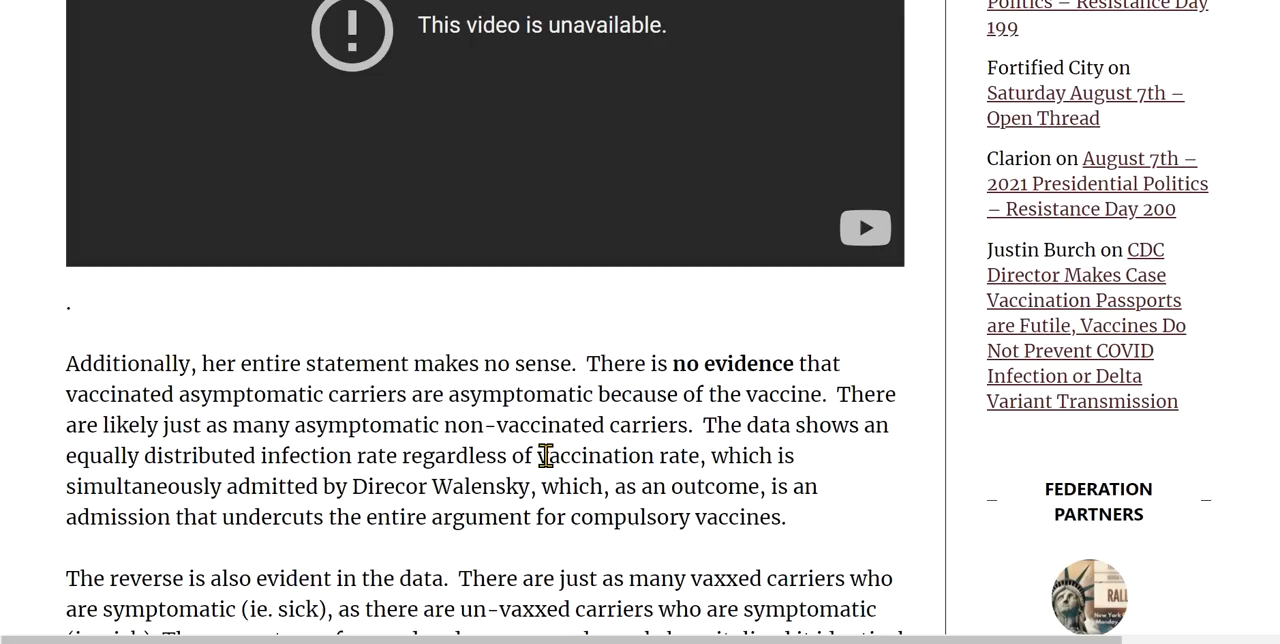 This video is unavailable.
.
Additionally, her entire statement makes no sense.  There is no evidence that
vaccinated asymptomatic carriers are asymptomatic because of the vaccine.  There
are likely just as many asymptomatic non-vaccinated carriers.  The data shows an
equally distributed infection rate regardless of vaccination rate, which is
simultaneously admitted by Direcor Walensky, which, as an outcome, is an
admission that undercuts the entire argument for compulsory vaccines.
The reverse is also evident in the data.  There are just as many vaxxed carriers who
are symptomatic (ie. sick), as there are un-vaxxed carriers who are symptomatic
Politics – Resistance Day
199
Fortified City on
Saturday August 7th –
Open Thread
Clarion on August 7th –
2021 Presidential Politics
– Resistance Day 200
Justin Burch on CDC
Director Makes Case
Vaccination Passports
are Futile, Vaccines Do
Not Prevent COVID
Infection or Delta
Variant Transmission
FEDERATION
PARTNERS
RALL
New York
Monday